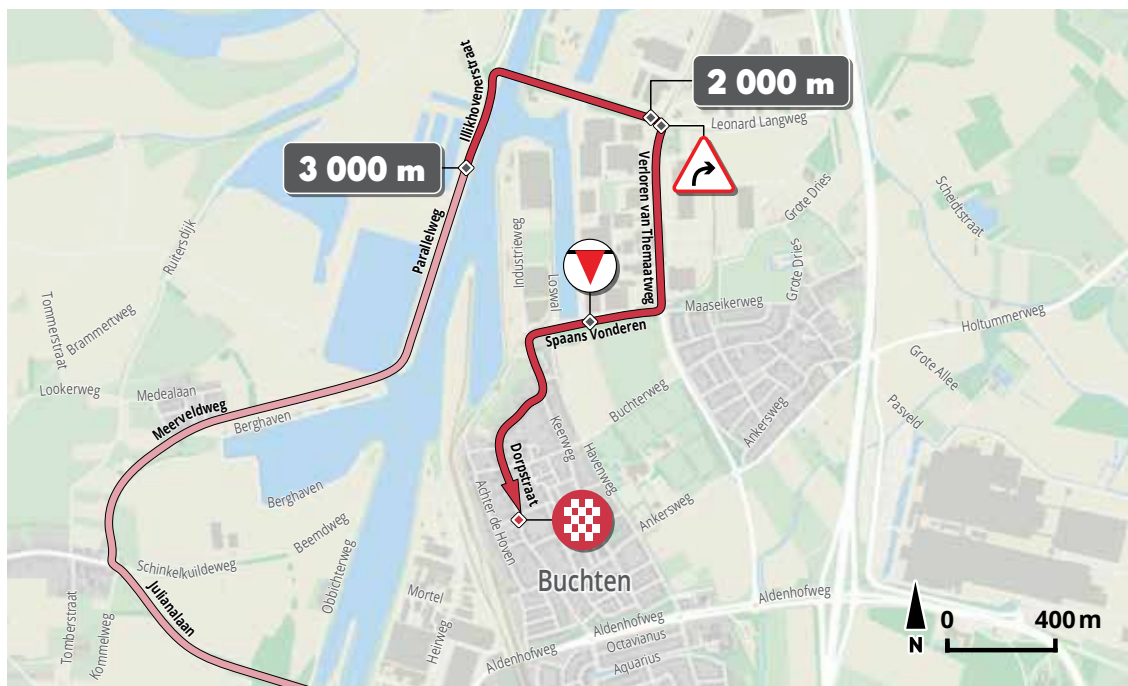 Illikhovenerstraat
2 000 m
Leonard Langweg
3 000 m
Verloren van Themaatweg
Grote Dries
Scheidtstraat
Ruitersdijk
Parallelweg
Industrieweg
Loswal
Grote Dries
Maaseikerweg
Tommerstraat
Brammertweg
Holtummerweg
Spaans Vonderen
Grote Allee
Lookerweg
Medealaan
Meerveldweg
Berghaven
Buchterweg
Ankersweg
Pasveld
Keerweg
Dorpstraat
Havenweg
Achter de Hoven
Berghaven
Ankersweg
Beemdweg
Schinkelkuildeweg
Obbichterweg
Buchten
Julianalaan
Mortel
Aldenhofweg
Tomberstraat
Kommelweg
Heirweg
Aldenhofweg
Octavianus
Aldenhofweg
Aquarius
N
0 400 m